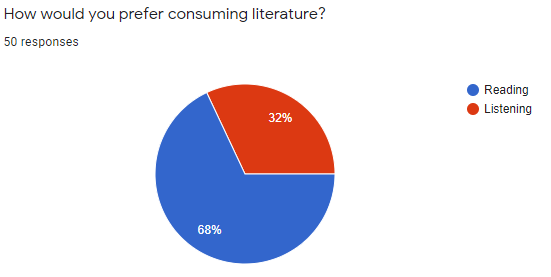 How would you prefer consuming literature?
50 responses
Reading
Listening
32%
68%